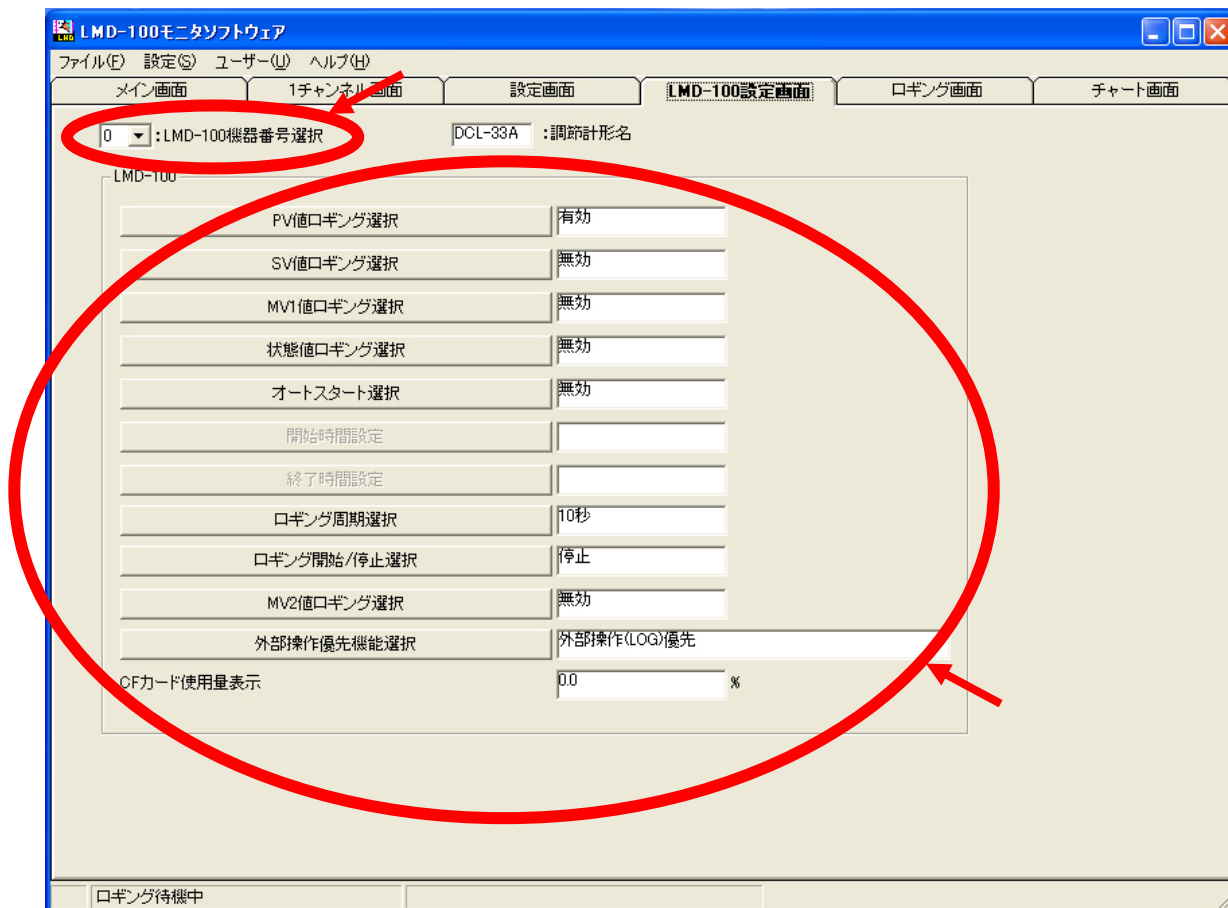 LMD-100モニタソフトウェア
ファイル(F) 設定(S) ユーザー(U) ヘルプ(H)
メイン画面 1チャンネル画面 設定画面 LMD-100設定画面 ロギング画面 チャート画面
0 :LMD-100機器番号選択 DCL-33A :調節計形名
LMD-100
PV値ロギング選択 有効
SV値ロギング選択 無効
MV1値ロギング選択 無効
状態値ロギング選択 無効
オートスタート選択 無効
開始時間設定
終了時間設定
ロギング周期選択 10秒
ロギング開始/停止選択 停止
MV2値ロギング選択 無効
外部操作優先機能選択 外部操作(LOG)優先
CFカード使用量表示 0.0 %
ロギング待機中